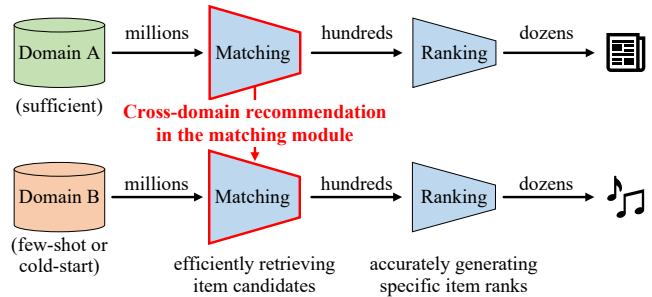 Domain A
millions
Matching
hundreds
Ranking
dozens
(sufficient)
Cross-domain recommendation
in the matching module
Domain B
millions
Matching
hundreds
Ranking
dozens
(few-shot or
cold-start)
efficiently retrieving
item candidates
accurately generating
specific item ranks